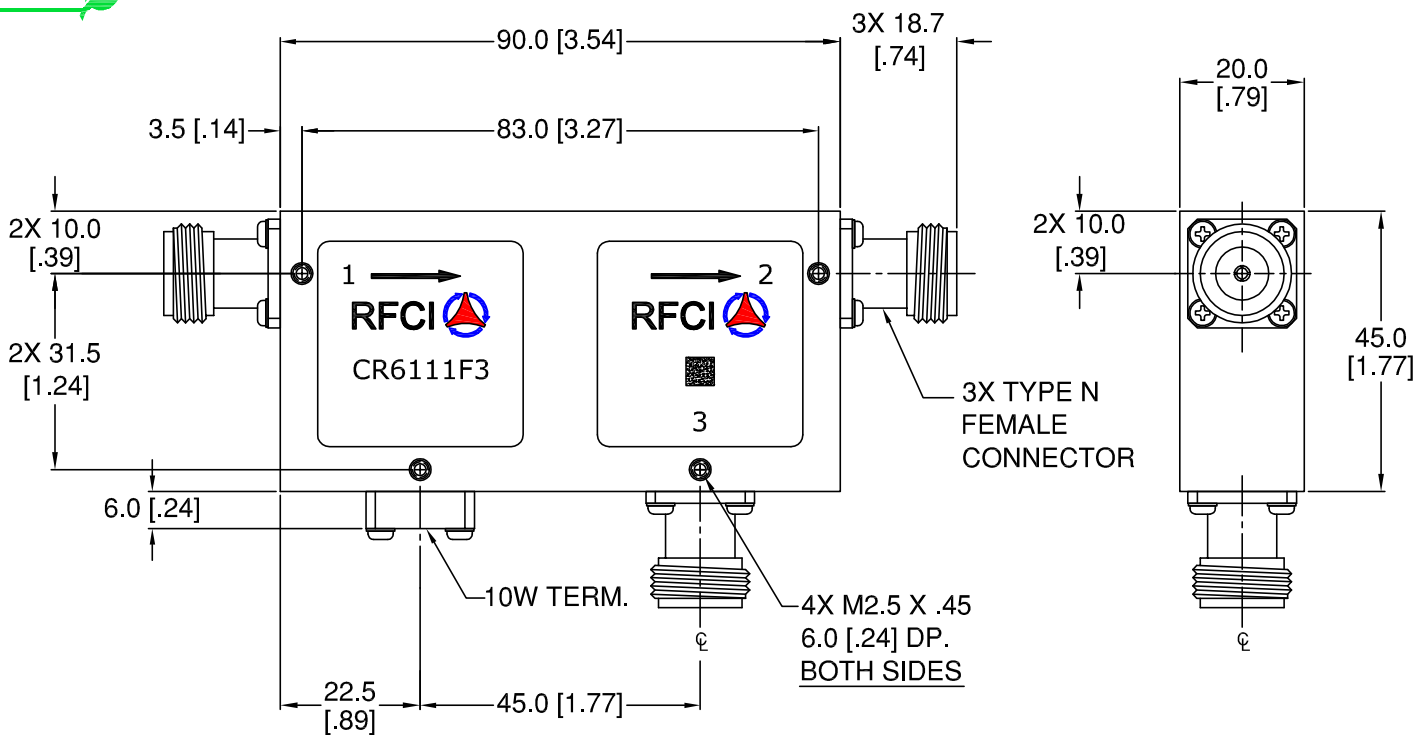 90.0 [3.54]
3X 18.7
[.74]
20.0
[.79]
3.5 [.14]
83.0 [3.27]
2X 10.0
[.39]
2X 10.0
[.39]
1
2
RFCI
RFCI
CR6111F3
3
2X 31.5
[1.24]
45.0
[1.77]
3X TYPE N
FEMALE
CONNECTOR
6.0 [.24]
10W TERM.
4X M2.5 X .45
6.0 [.24] DP.
BOTH SIDES
℄
℄
22.5
[.89]
45.0 [1.77]